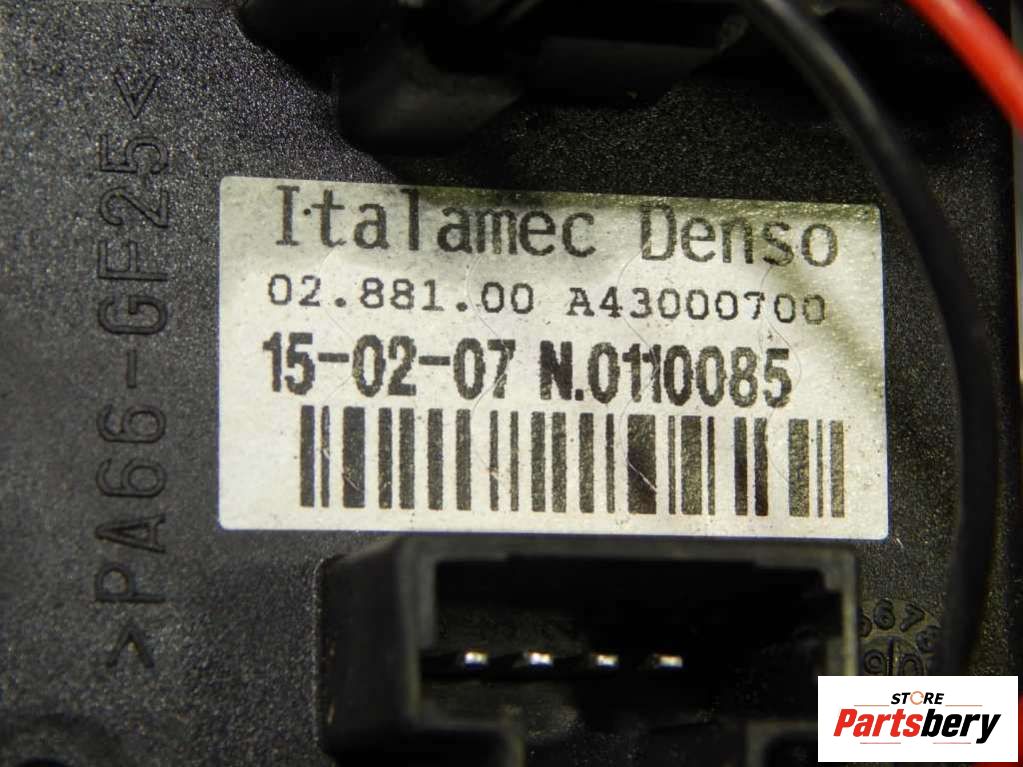 >PA66-GF25<
Italamec Denso
02.881.00 A43000700
15-02-07 N.0110085
STORE
Partsbery